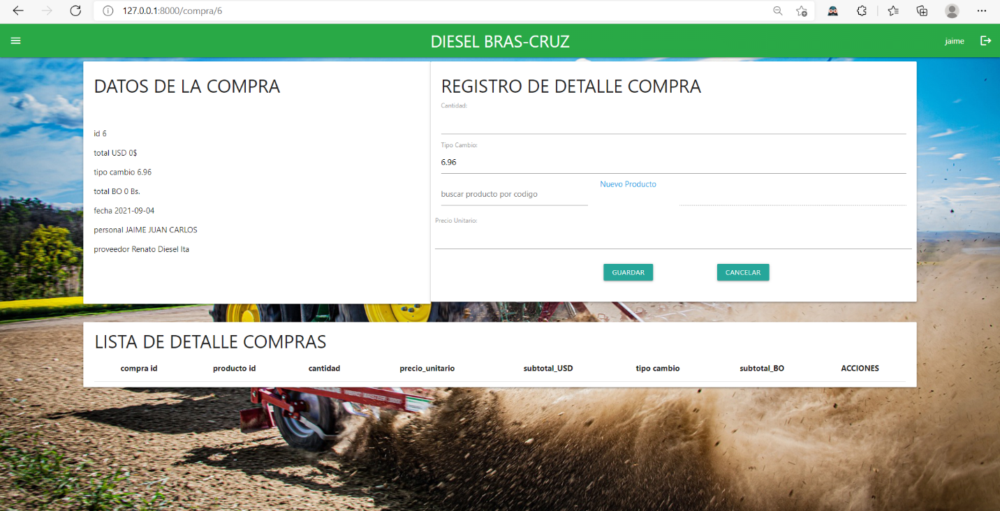 127.0.0.1:8000/compra/6
DIESEL BRAS-CRUZ
jaime
DATOS DE LA COMPRA
id 6
total USD 0$
tipo cambio 6.96
total BO 0 Bs.
fecha 2021-09-04
personal JAIME JUAN CARLOS
proveedor Renato Diesel lta
REGISTRO DE DETALLE COMPRA
Cantidad:
Tipo Cambio:
6.96
buscar producto por codigo
Nuevo Producto
Precio Unitario:
GUARDAR CANCELAR
LISTA DE DETALLE COMPRAS
compra id producto id cantidad precio_unitario subtotal_USD tipo cambio subtotal_BO ACCIONES